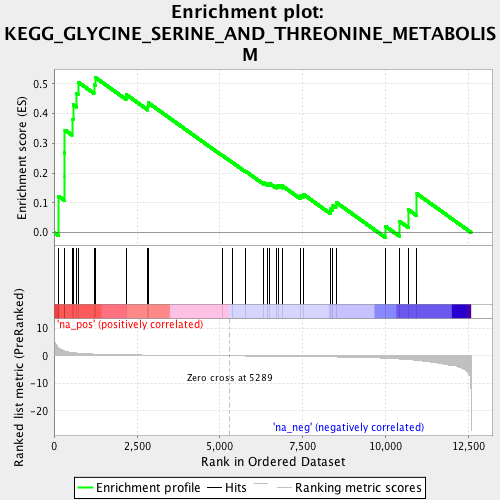 Enrichment plot:
KEGG_GLYCINE_SERINE_AND_THREONINE_METABOLIS
M
Enrichment score (ES)
0.5
0.4
0.3
0.2
0.1
0.0
'na_pos' (positively correlated)
Ranked list metric (PreRanked)
10
5
0
-5
-10
-15
-20
Zero cross at 5289
'na_neg' (negatively correlated)
0
2,500
5,000
7,500
10,000
12,500
Rank in Ordered Dataset
Enrichment profile
Hits
Ranking metric scores